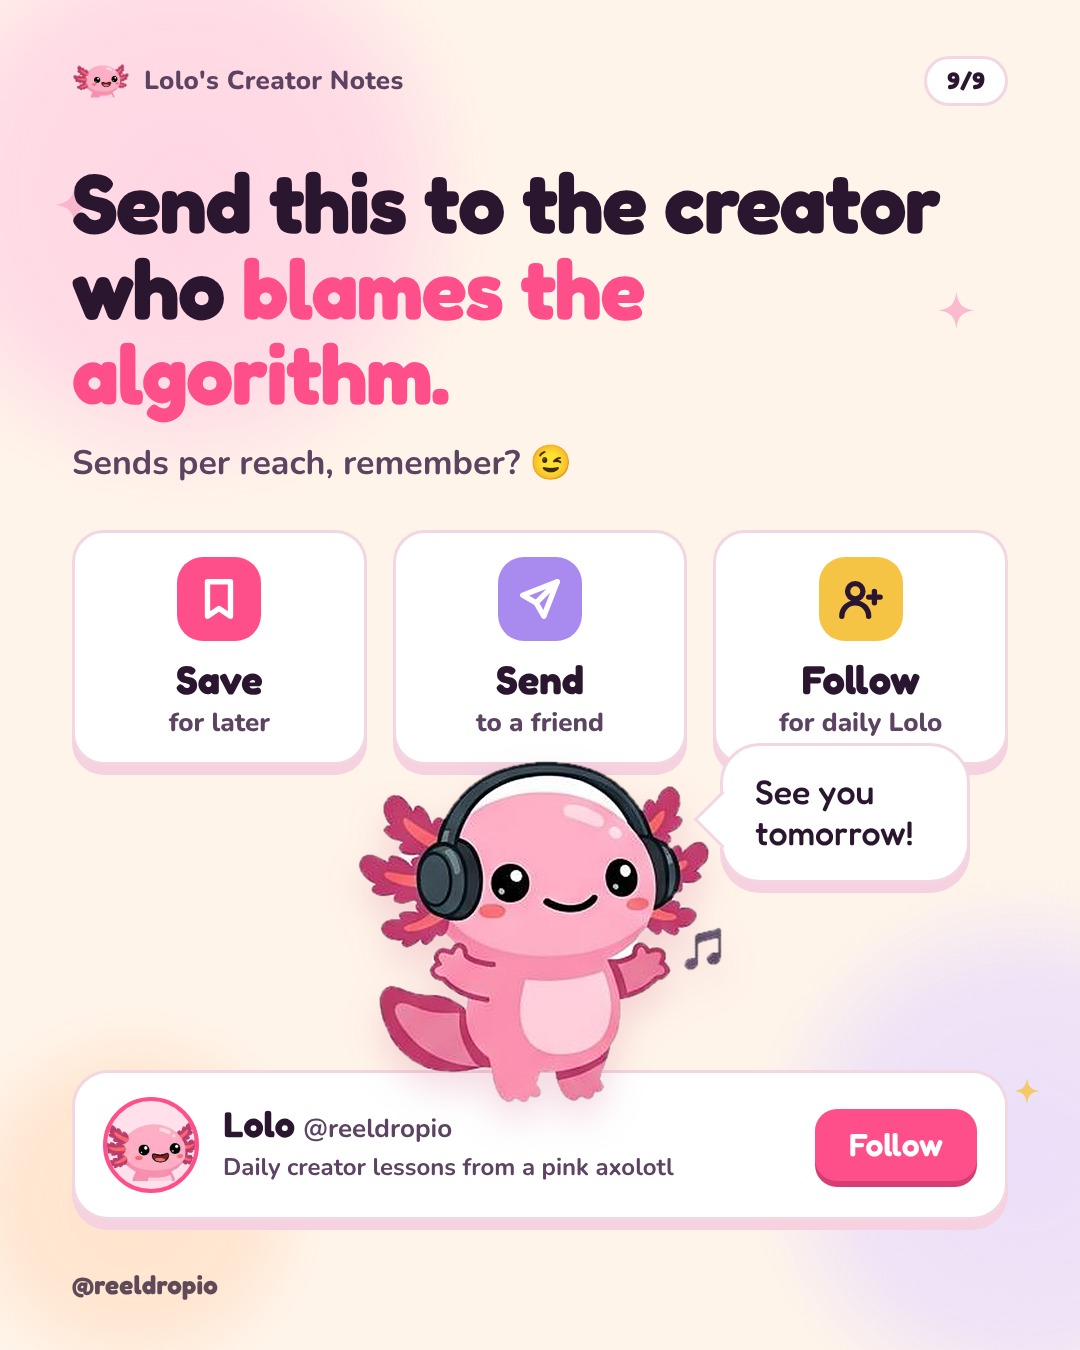 Lolo's Creator Notes
9/9
Send this to the creator
who blames the
algorithm.
Sends per reach, remember? 😉
Save
for later
Send
to a friend
Follow
for daily Lolo
See you
tomorrow!
Lolo @reeldropio
Daily creator lessons from a pink axolotl
Follow
@reeldropio